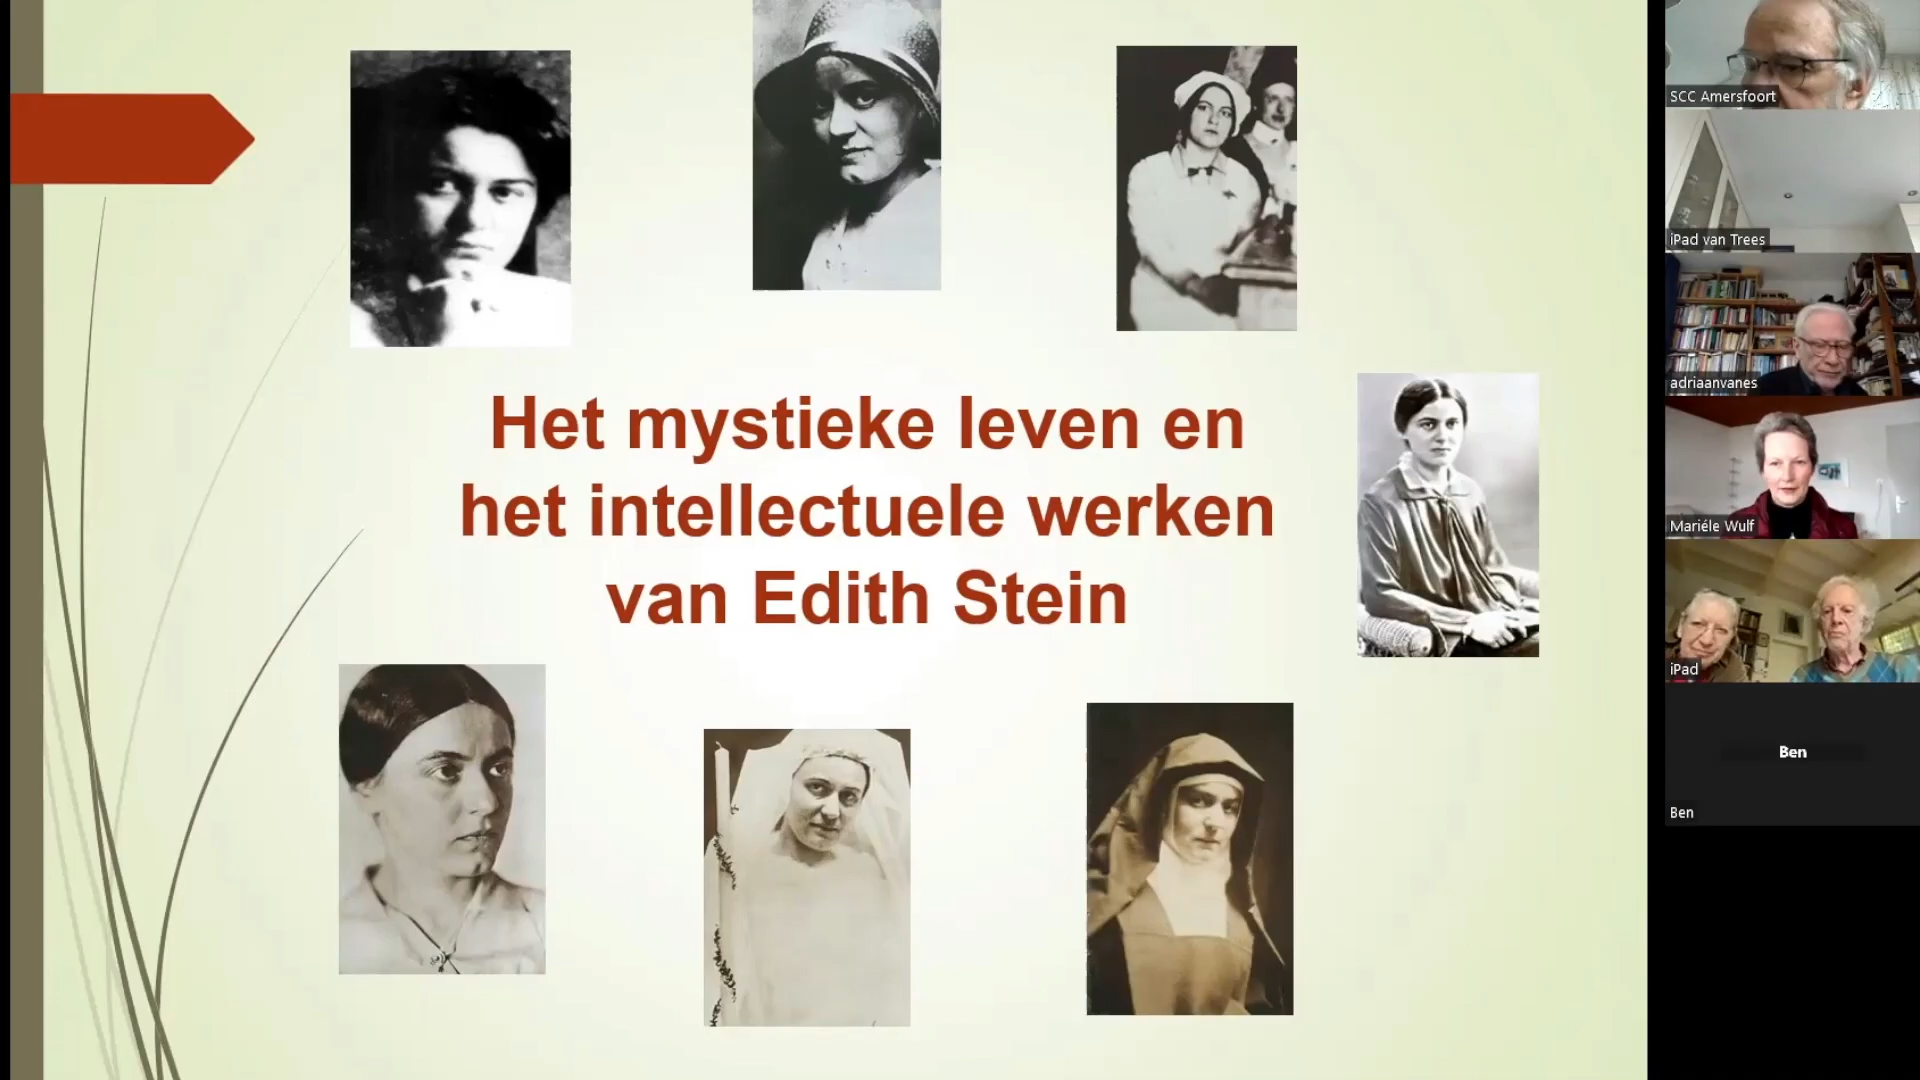 Het mystieke leven en
het intellectuele werken
van Edith Stein
SCC Amersfoort
iPad van Trees
adriaanvanes
Mariéle Wulf
iPad
Ben
Ben